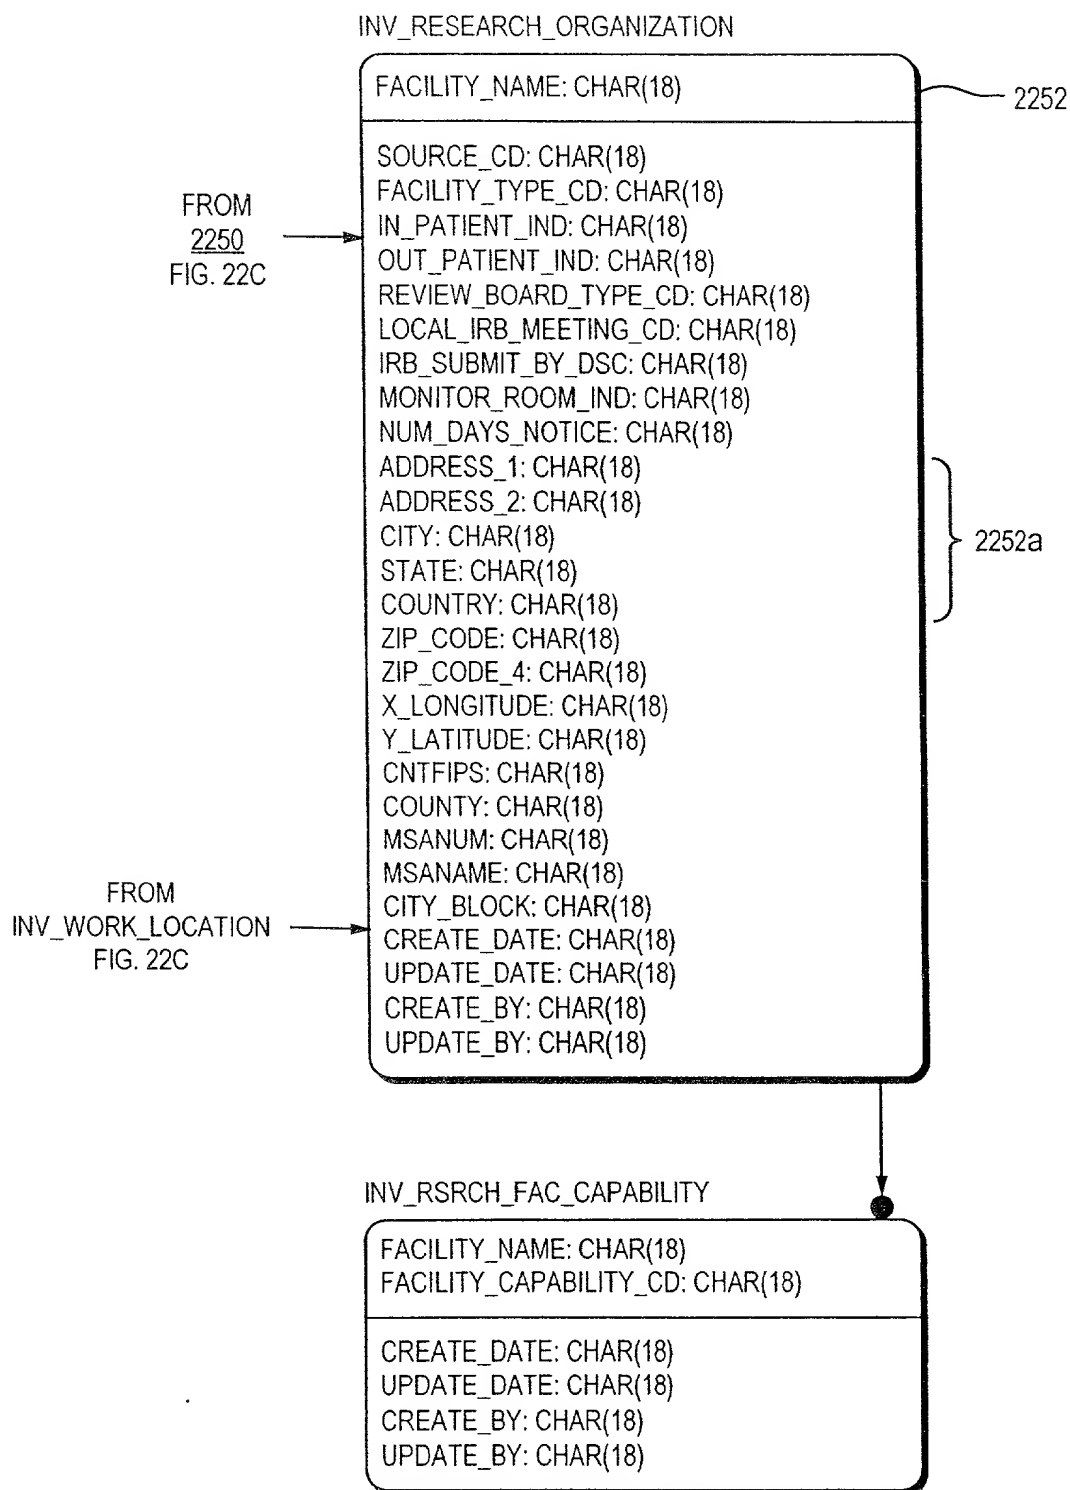 INV_RESEARCH_ORGANIZATION
FACILITY_NAME: CHAR(18)
2252
SOURCE_CD: CHAR(18)
FACILITY_TYPE_CD: CHAR(18)
IN_PATIENT_IND: CHAR(18)
OUT_PATIENT_IND: CHAR(18)
REVIEW_BOARD_TYPE_CD: CHAR(18)
LOCAL_IRB_MEETING_CD: CHAR(18)
IRB_SUBMIT_BY_DSC: CHAR(18)
MONITOR_ROOM_IND: CHAR(18)
NUM_DAYS_NOTICE: CHAR(18)
ADDRESS_1: CHAR(18)
ADDRESS_2: CHAR(18)
CITY: CHAR(18)
STATE: CHAR(18)
COUNTRY: CHAR(18)
ZIP_CODE: CHAR(18)
ZIP_CODE_4: CHAR(18)
X_LONGITUDE: CHAR(18)
Y_LATITUDE: CHAR(18)
CNTFIPS: CHAR(18)
COUNTY: CHAR(18)
MSANUM: CHAR(18)
MSANAME: CHAR(18)
CITY_BLOCK: CHAR(18)
CREATE_DATE: CHAR(18)
UPDATE_DATE: CHAR(18)
CREATE_BY: CHAR(18)
UPDATE_BY: CHAR(18)
FROM
2250
FIG. 22C
2252a
FROM
INV_WORK_LOCATION
FIG. 22C
INV_RSRCH_FAC_CAPABILITY
FACILITY_NAME: CHAR(18)
FACILITY_CAPABILITY_CD: CHAR(18)
CREATE_DATE: CHAR(18)
UPDATE_DATE: CHAR(18)
CREATE_BY: CHAR(18)
UPDATE_BY: CHAR(18)